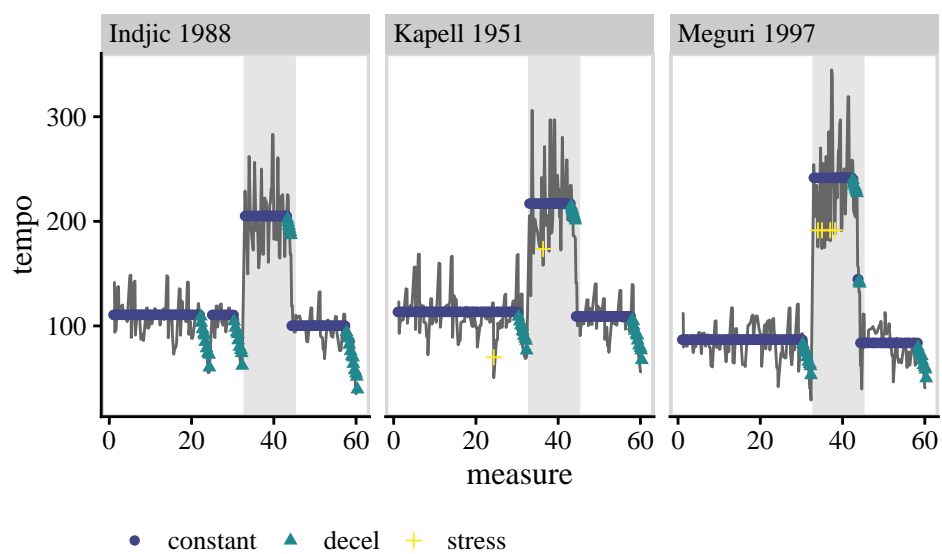 Indjic 1988 Kapell 1951 Meguri 1997
300
200
100
tempo
0 20 40 60 0 20 40 60 0 20 40 60
measure
constant decel stress